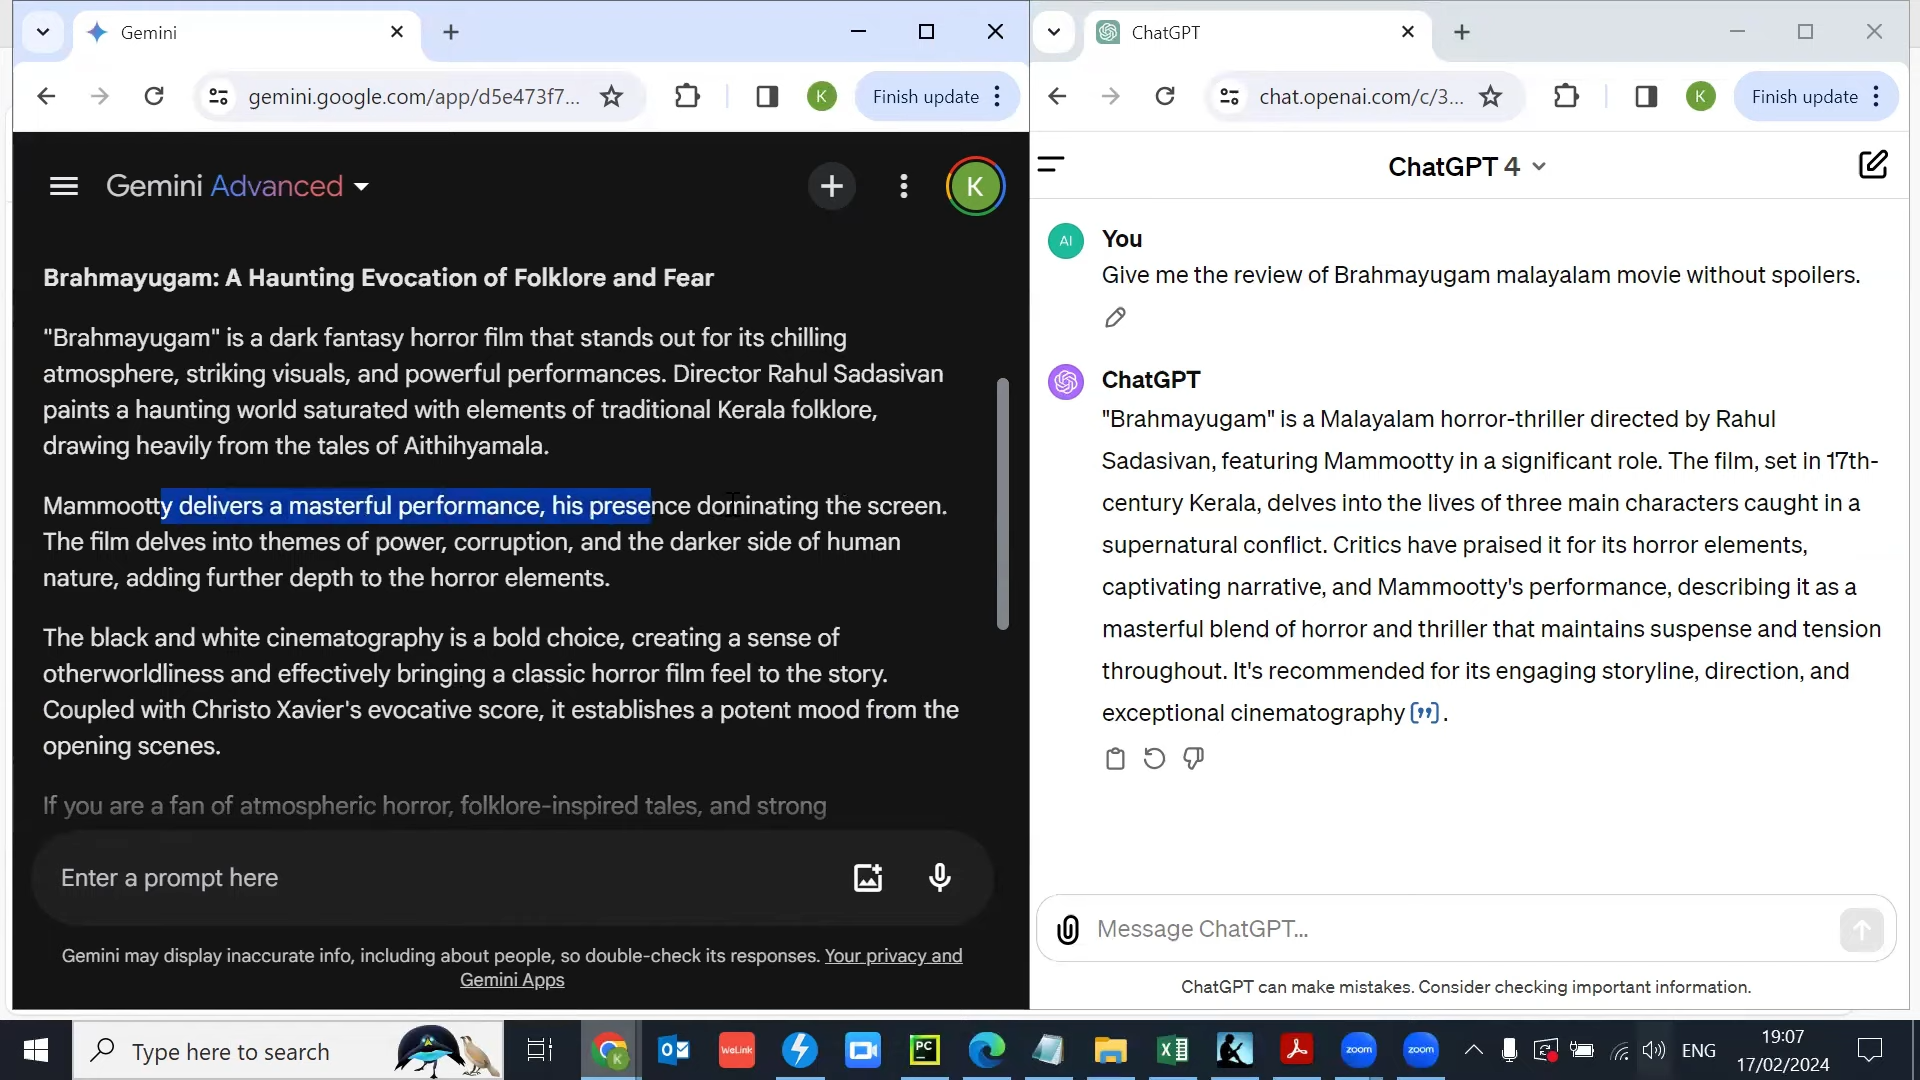 Gemini
gemini.google.com/app/d5e473f7...
K
Finish update
Gemini Advanced
K
Brahmayugam: A Haunting Evocation of Folklore and Fear
"Brahmayugam" is a dark fantasy horror film that stands out for its chilling
atmosphere, striking visuals, and powerful performances. Director Rahul Sadasivan
paints a haunting world saturated with elements of traditional Kerala folklore,
drawing heavily from the tales of Aithihyamala.
Mammootty delivers a masterful performance, his presence dominating the screen.
The film delves into themes of power, corruption, and the darker side of human
nature, adding further depth to the horror elements.
The black and white cinematography is a bold choice, creating a sense of
otherworldliness and effectively bringing a classic horror film feel to the story.
Coupled with Christo Xavier's evocative score, it establishes a potent mood from the
opening scenes.
If you are a fan of atmospheric horror, folklore-inspired tales, and strong
Enter a prompt here
Gemini may display inaccurate info, including about people, so double-check its responses. Your privacy and
Gemini Apps
ChatGPT
chat.openai.com/c/3...
K
Finish update
ChatGPT 4
AI
You
Give me the review of Brahmayugam malayalam movie without spoilers.
ChatGPT
"Brahmayugam" is a Malayalam horror-thriller directed by Rahul
Sadasivan, featuring Mammootty in a significant role. The film, set in 17th-
century Kerala, delves into the lives of three main characters caught in a
supernatural conflict. Critics have praised it for its horror elements,
captivating narrative, and Mammootty's performance, describing it as a
masterful blend of horror and thriller that maintains suspense and tension
throughout. It's recommended for its engaging storyline, direction, and
exceptional cinematography ["].
Message ChatGPT...
ChatGPT can make mistakes. Consider checking important information.
Type here to search
K
WeLink
PC
zoom
zoom
ENG
19:07
17/02/2024